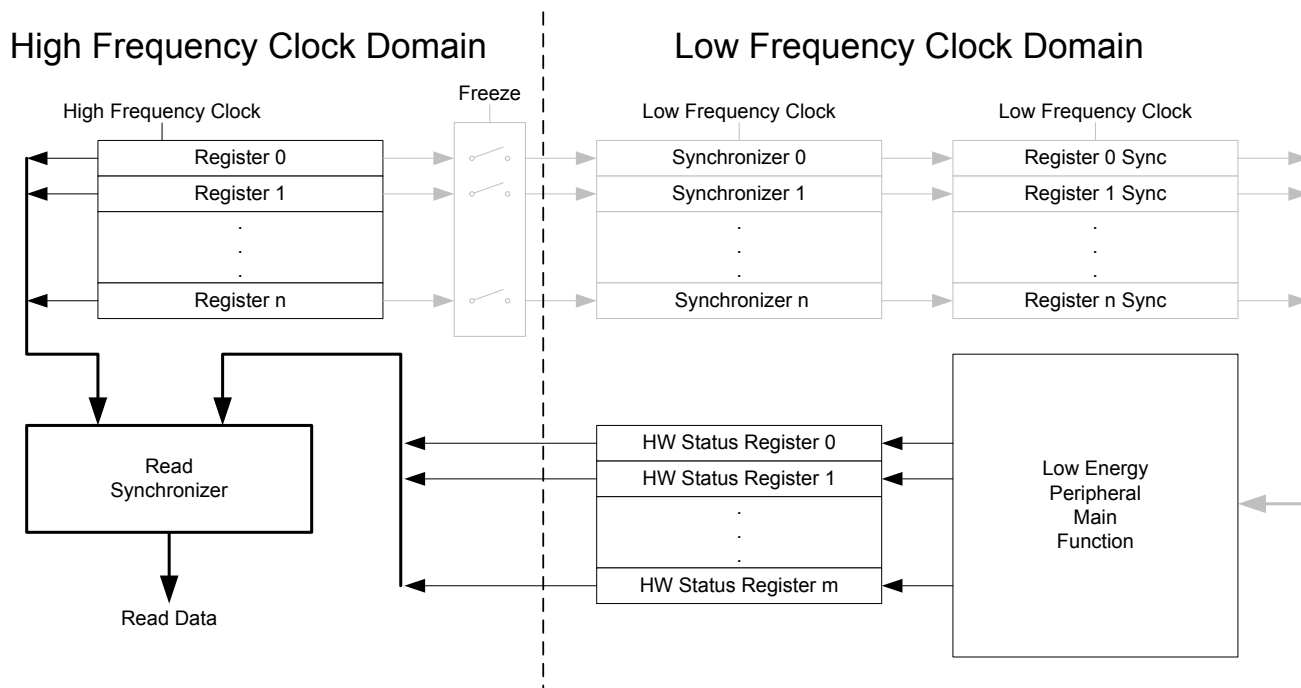 High Frequency Clock Domain
Low Frequency Clock Domain
Freeze
High Frequency Clock
Low Frequency Clock
Low Frequency Clock
Register 0
Synchronizer 0
Register 0 Sync
Register 1
Synchronizer 1
Register 1 Sync
.
.
.
.
.
.
.
.
.
Register n
Synchronizer n
Register n Sync
Read
Synchronizer
Read Data
HW Status Register 0
HW Status Register 1
.
.
.
HW Status Register m
Low Energy
Peripheral
Main
Function